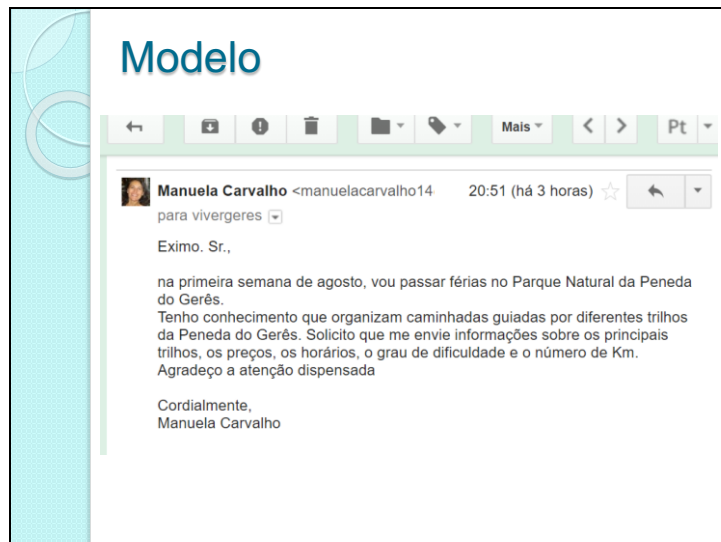 Modelo
Mais
Pt
Manuela Carvalho <manuelacarvalho14 20:51 (há 3 horas)
para vivergeres
Eximo. Sr.,
na primeira semana de agosto, vou passar férias no Parque Natural da Peneda
do Gerês.
Tenho conhecimento que organizam caminhadas guiadas por diferentes trilhos
da Peneda do Gerês. Solicito que me envie informações sobre os principais
trilhos, os preços, os horários, o grau de dificuldade e o número de Km.
Agradeço a atenção dispensada
Cordialmente,
Manuela Carvalho